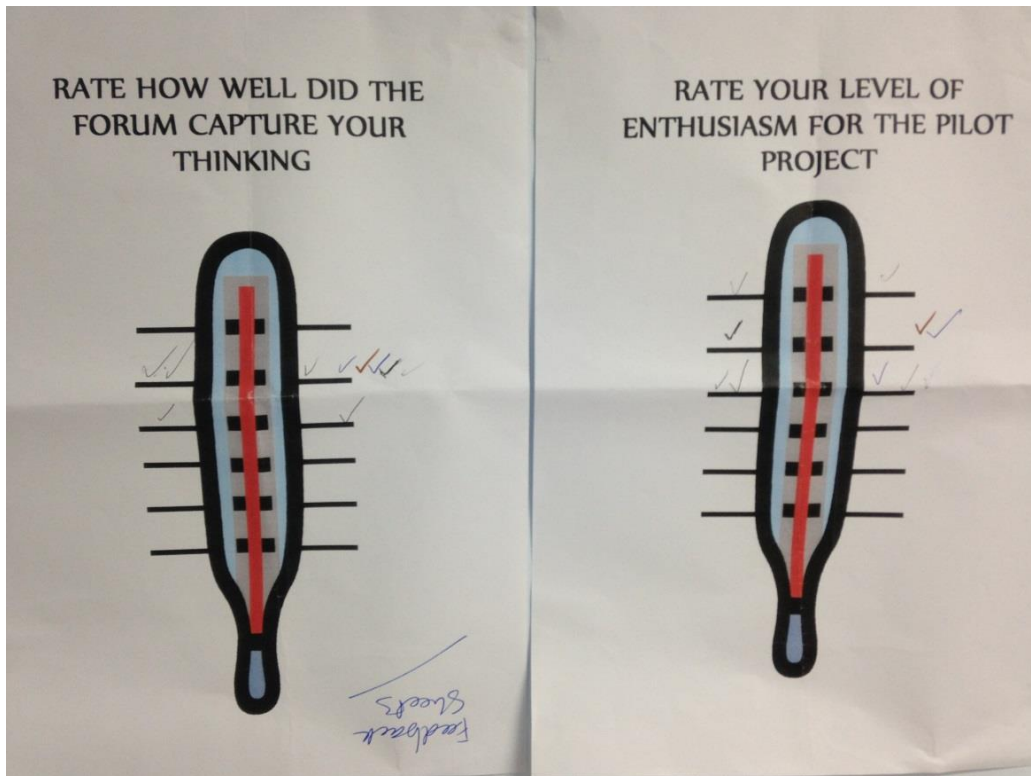 RATE HOW WELL DID THE
FORUM CAPTURE YOUR
THINKING
Feedback
Sheets
RATE YOUR LEVEL OF
ENTHUSIASM FOR THE PILOT
PROJECT